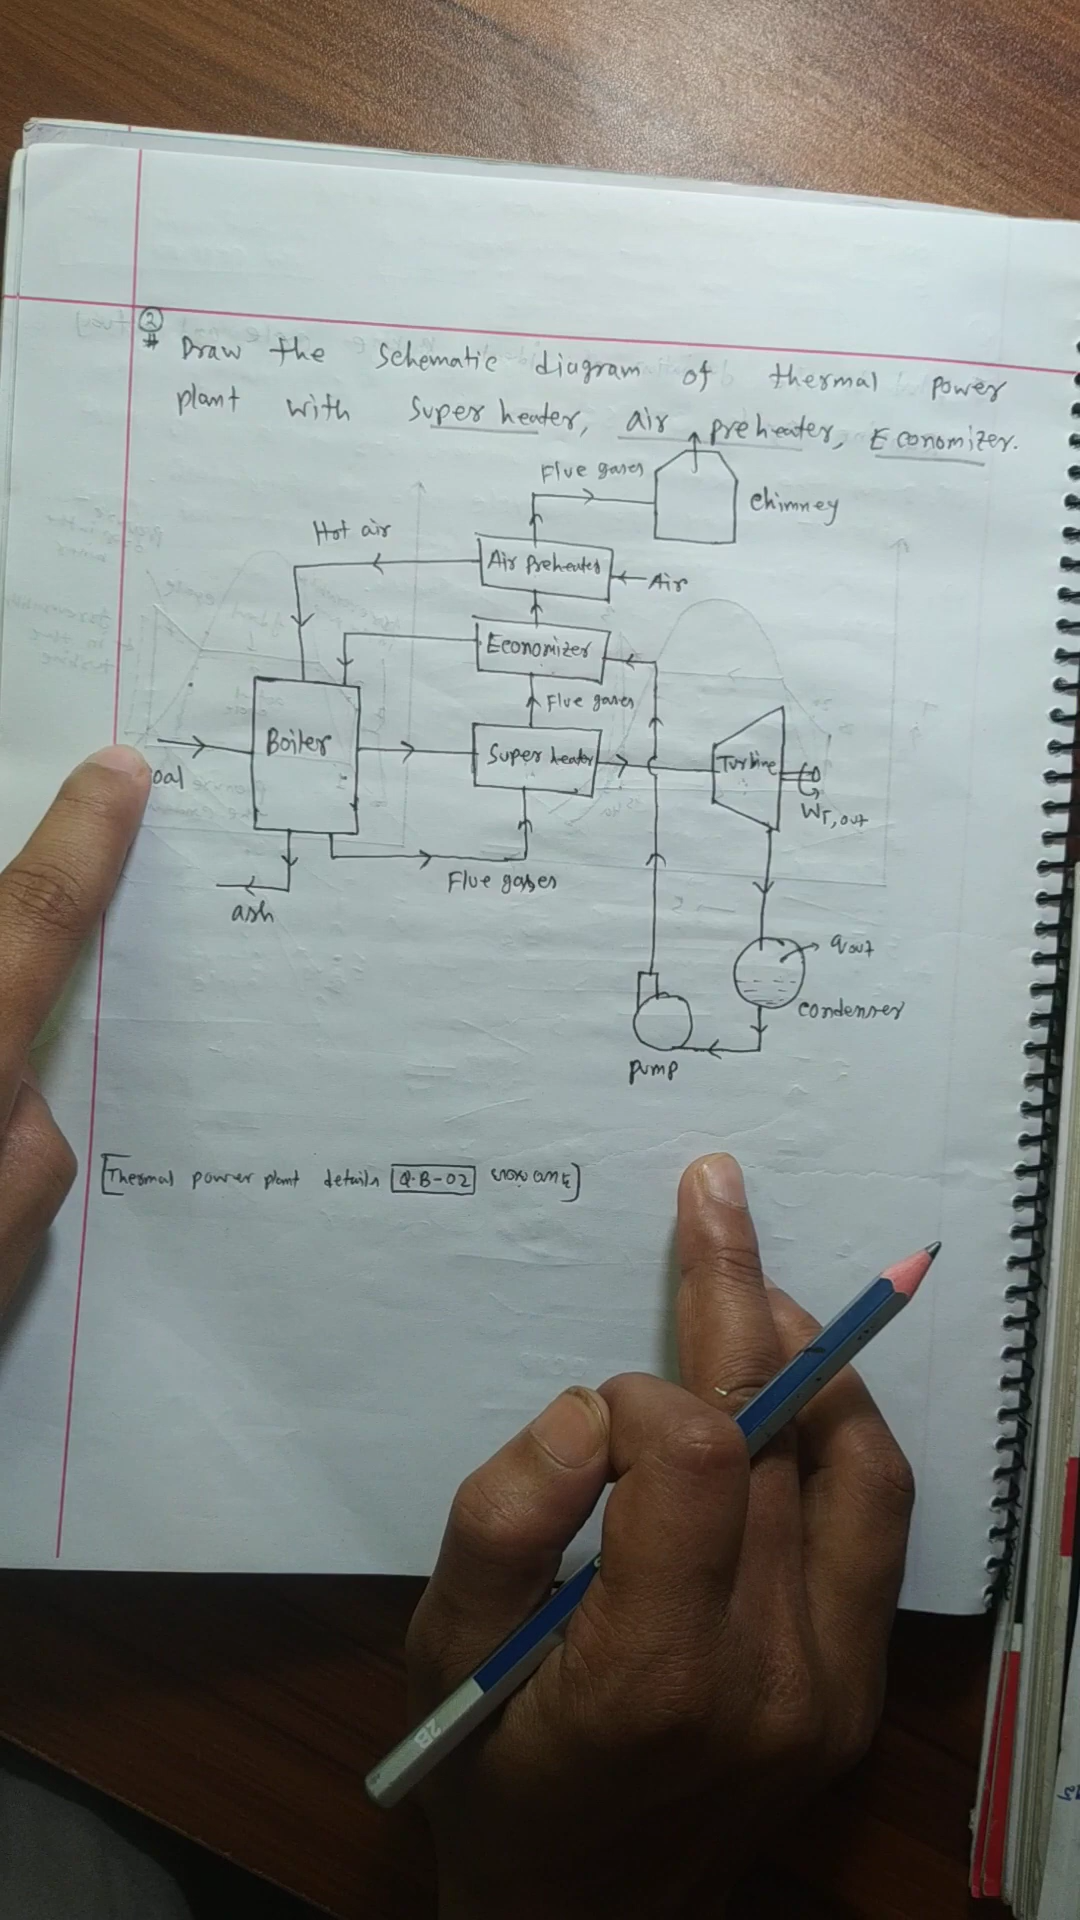 ②
# Draw the schematic diagram of thermal power
plant with Super heater, air preheater, Economizer.
Flue gases
chimney
Hot air
Air Preheater
Air
Economizer
Flue gases
Boiler
Super heater
Turbine
oal
WT, out
Flue gases
ash
qout
condenser
pump
[Thermal power plant details Q.B-02
2B